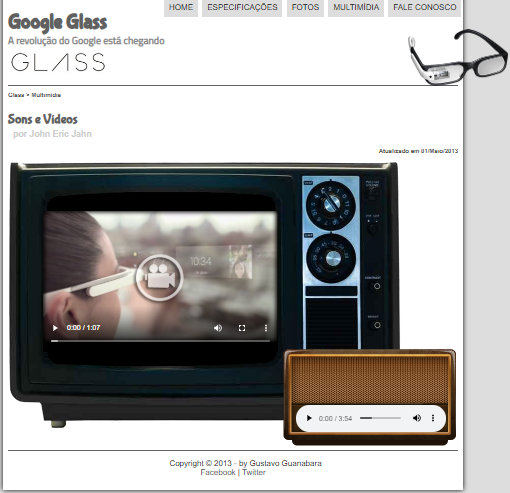 HOME ESPECIFICAÇÕES FOTOS MULTIMÍDIA FALE CONOSCO
Google Glass
A revolução do Google está chegando
GLASS
Glass > Multimídia
Sons e Vídeos
por John Eric Jahn
Atualizado em 01/Maio/2013
10:34
0:00 / 1:07
0:00 / 3:54
Copyright © 2013 - by Gustavo Guanabara
Facebook | Twitter